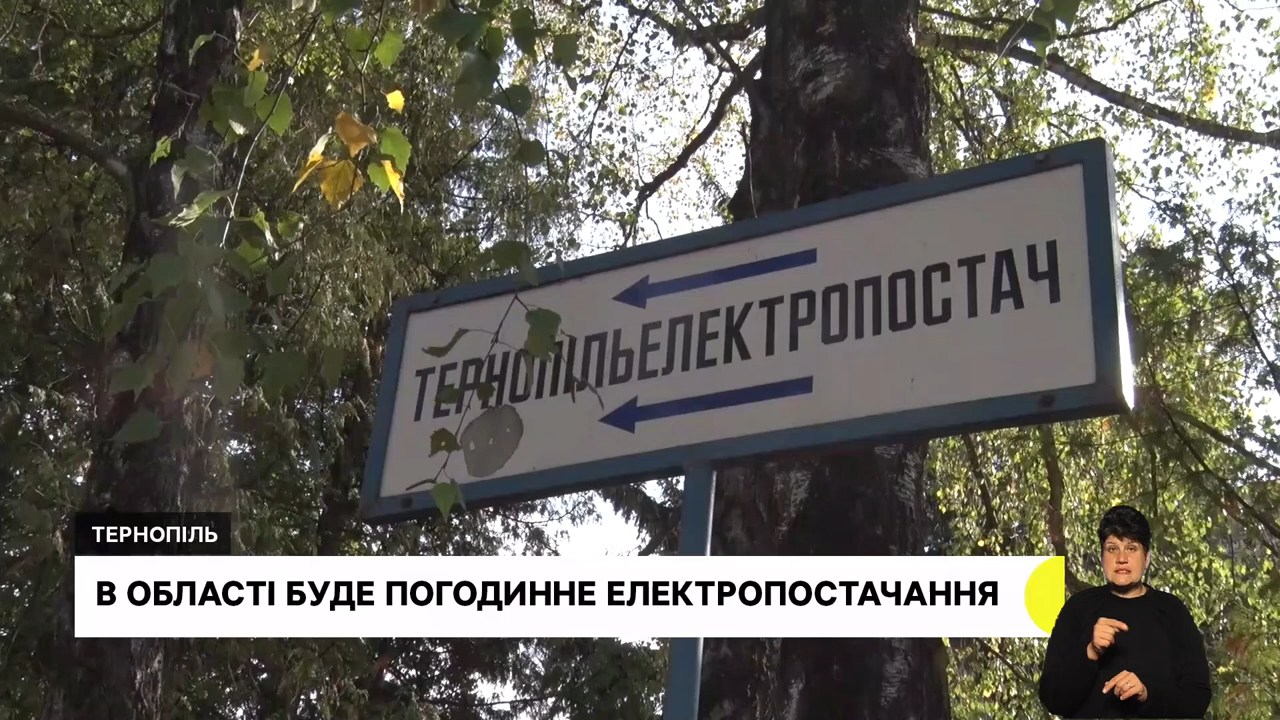 ТЕРНОПІЛЬЕЛЕКТРОПОСТАЧ
ТЕРНОПІЛЬ
В ОБЛАСТІ БУДЕ ПОГОДИННЕ ЕЛЕКТРОПОСТАЧАННЯ